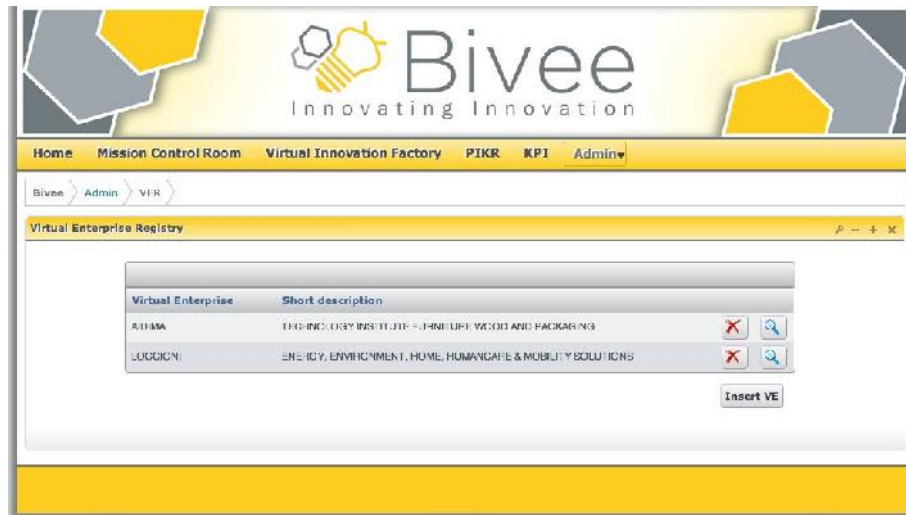 Bivee
Innovating Innovation
Home Mission Control Room Virtual Innovation Factory PIKR KPI Admin
Bivee Admin VER
Virtual Enterprise Registry
Virtual Enterprise Short description
AIDIMA TECHNOLOGY INSTITUTE FURNITURE WOOD AND PACKAGING
LOCCIONI ENERGY, ENVIRONMENT, HOME, HUMANCARE & MOBILITY SOLUTIONS
Insert VE